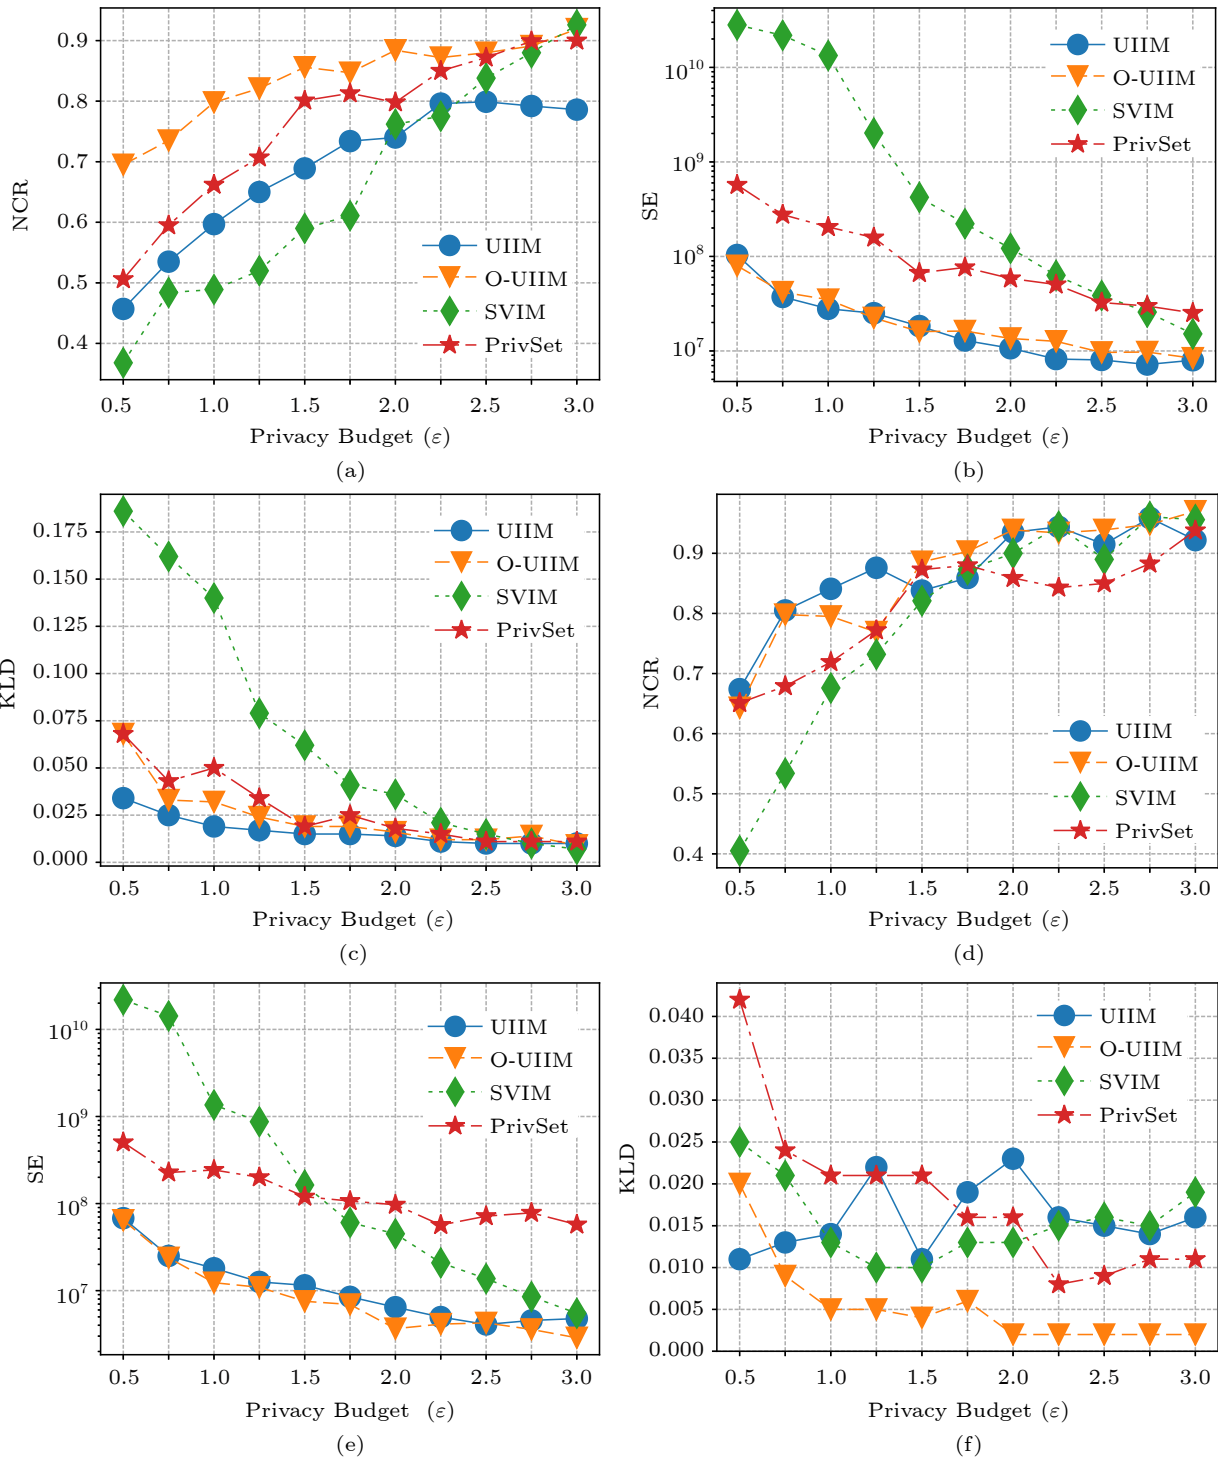 NCR
0.9
0.8
0.7
0.6
0.5
0.4
UIIM
O-UIIM
SVIM
PrivSet
0.5 1.0 1.5 2.0 2.5 3.0
Privacy Budget (ε)
(a)
SE
10^10
10^9
10^8
10^7
UIIM
O-UIIM
SVIM
PrivSet
0.5 1.0 1.5 2.0 2.5 3.0
Privacy Budget (ε)
(b)
KLD
0.175
0.150
0.125
0.100
0.075
0.050
0.025
0.000
UIIM
O-UIIM
SVIM
PrivSet
0.5 1.0 1.5 2.0 2.5 3.0
Privacy Budget (ε)
(c)
NCR
0.9
0.8
0.7
0.6
0.5
0.4
UIIM
O-UIIM
SVIM
PrivSet
0.5 1.0 1.5 2.0 2.5 3.0
Privacy Budget (ε)
(d)
SE
10^10
10^9
10^8
10^7
UIIM
O-UIIM
SVIM
PrivSet
0.5 1.0 1.5 2.0 2.5 3.0
Privacy Budget (ε)
(e)
KLD
0.040
0.035
0.030
0.025
0.020
0.015
0.010
0.005
0.000
UIIM
O-UIIM
SVIM
PrivSet
0.5 1.0 1.5 2.0 2.5 3.0
Privacy Budget (ε)
(f)